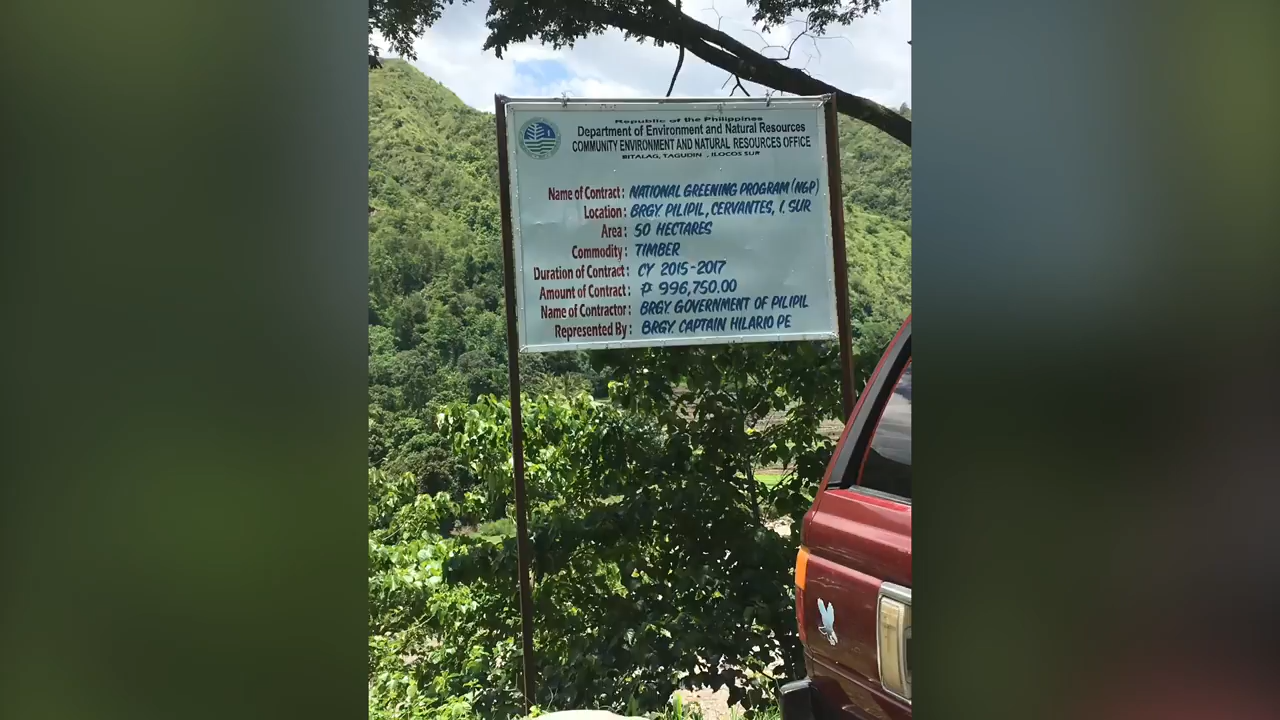 Republic of the Philippines
Department of Environment and Natural Resources
COMMUNITY ENVIRONMENT AND NATURAL RESOURCES OFFICE
BITALAG, TAGUDIN , ILOCOS SUR
Name of Contract : NATIONAL GREENING PROGRAM (NGP)
Location : BRGY. PILIPIL, CERVANTES, I. SUR
Area : 50 HECTARES
Commodity : TIMBER
Duration of Contract : CY 2015-2017
Amount of Contract : ₱ 996,750.00
Name of Contractor : BRGY. GOVERNMENT OF PILIPIL
Represented By : BRGY. CAPTAIN HILARIO PE